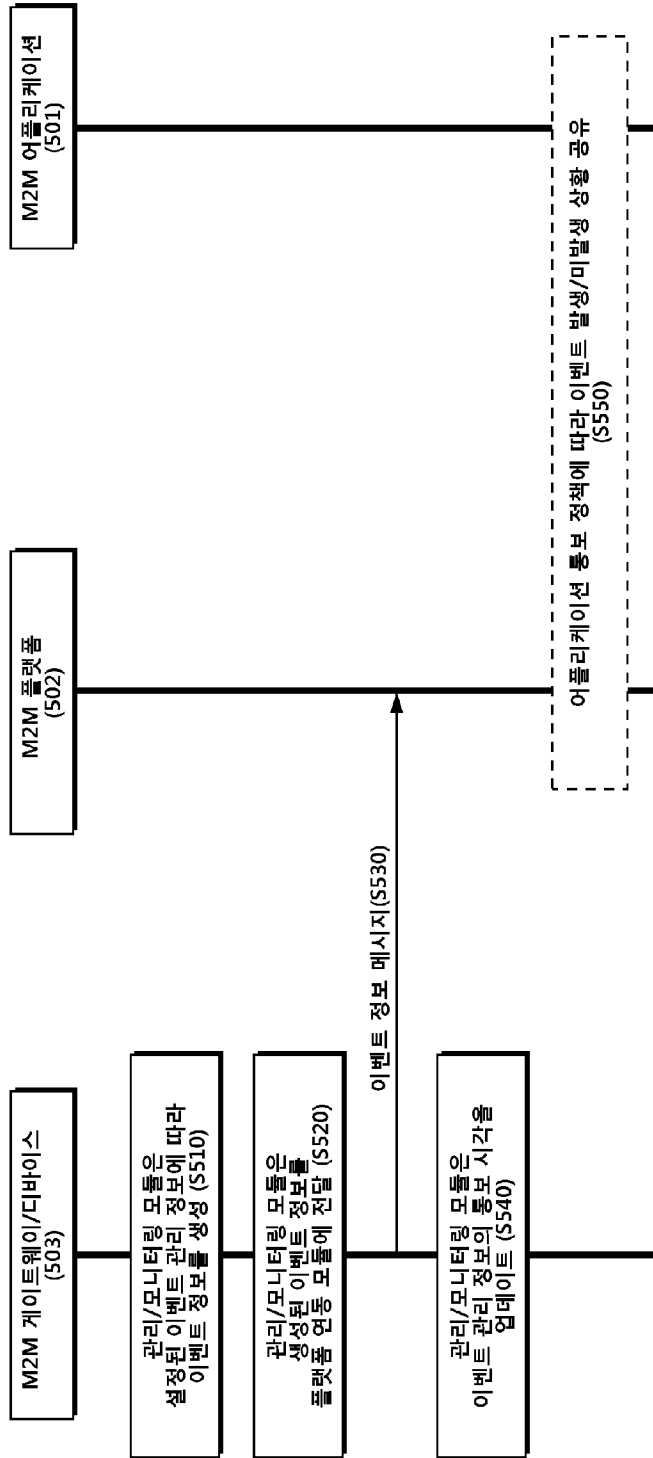 M2M 게이트웨이/디바이스
(503)
M2M 플랫폼
(502)
M2M 어플리케이션
(501)
관리/모니터링 모듈은
설정된 이벤트 관리 정보에 따라
이벤트 정보를 생성 (S510)
관리/모니터링 모듈은
생성된 이벤트 정보를
플랫폼 연동 모듈에 전달 (S520)
이벤트 정보 메시지(S530)
관리/모니터링 모듈은
이벤트 관리 정보의 통보 시각을
업데이트 (S540)
어플리케이션 통보 정책에 따라 이벤트 발생/미발생 상황 공유
(S550)